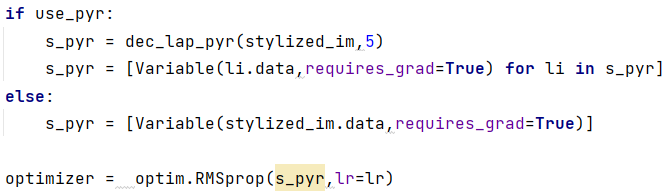 if use_pyr:
    s_pyr = dec_lap_pyr(stylized_im,5)
    s_pyr = [Variable(li.data,requires_grad=True) for li in s_pyr]
else:
    s_pyr = [Variable(stylized_im.data,requires_grad=True)]

optimizer =  optim.RMSprop(s_pyr,lr=lr)